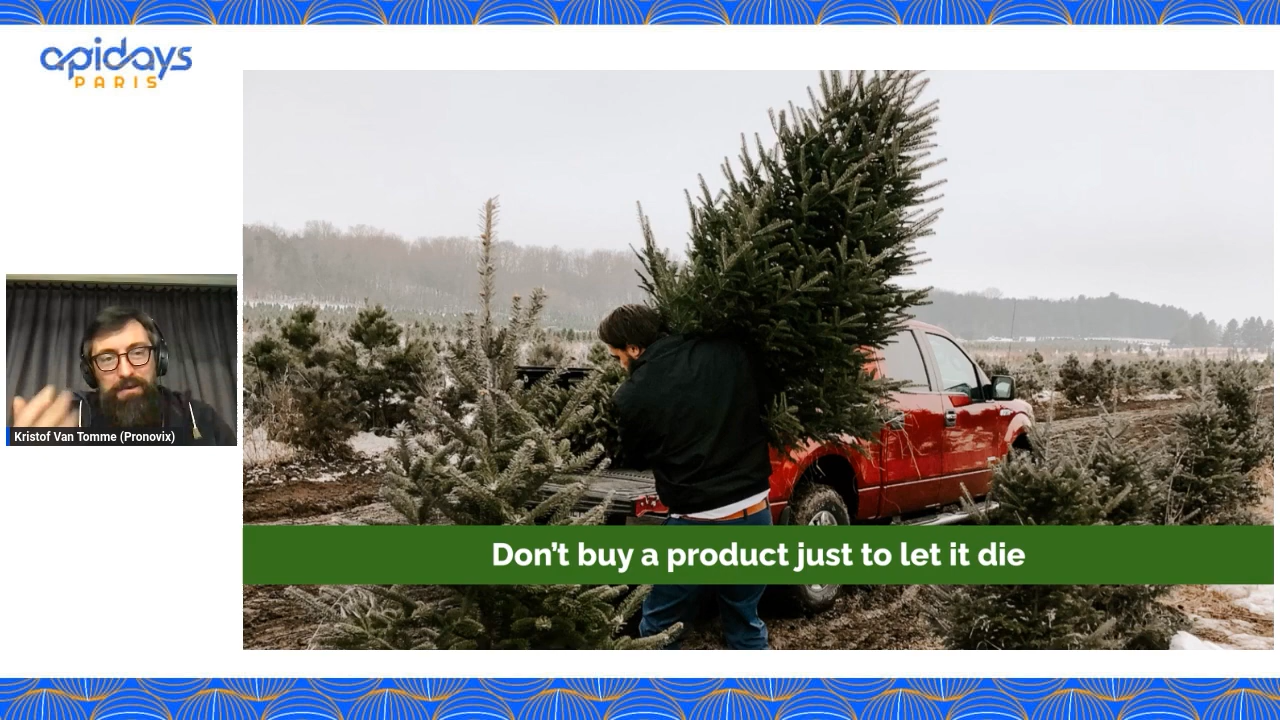 apidays
PARIS
Kristof Van Tomme (Pronovix)
Don’t buy a product just to let it die